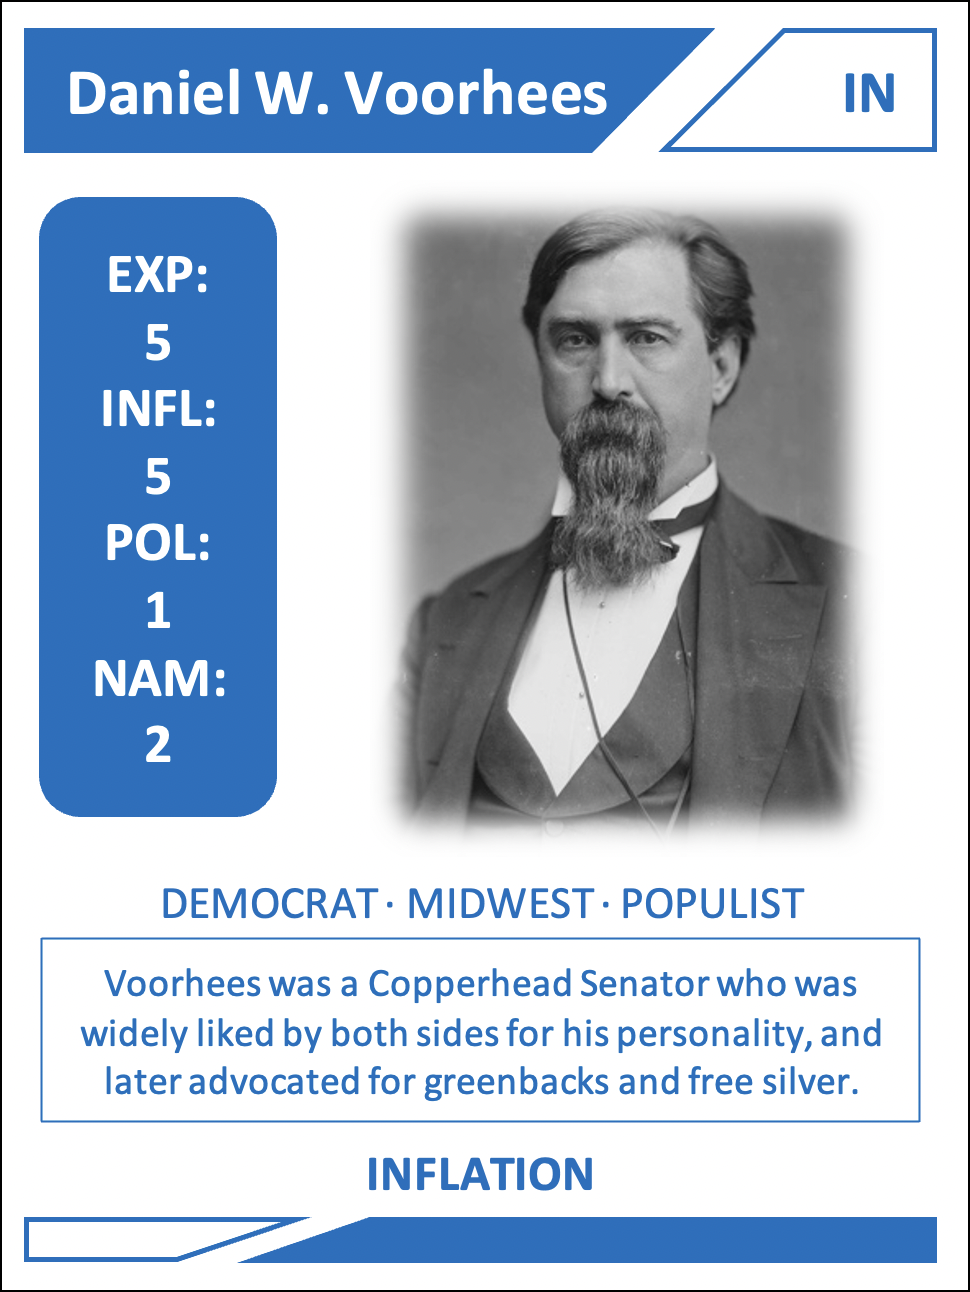 Daniel W. Voorhees
IN
EXP:
5
INFL:
5
POL:
1
NAM:
2
DEMOCRAT · MIDWEST · POPULIST
Voorhees was a Copperhead Senator who was
widely liked by both sides for his personality, and
later advocated for greenbacks and free silver.
INFLATION